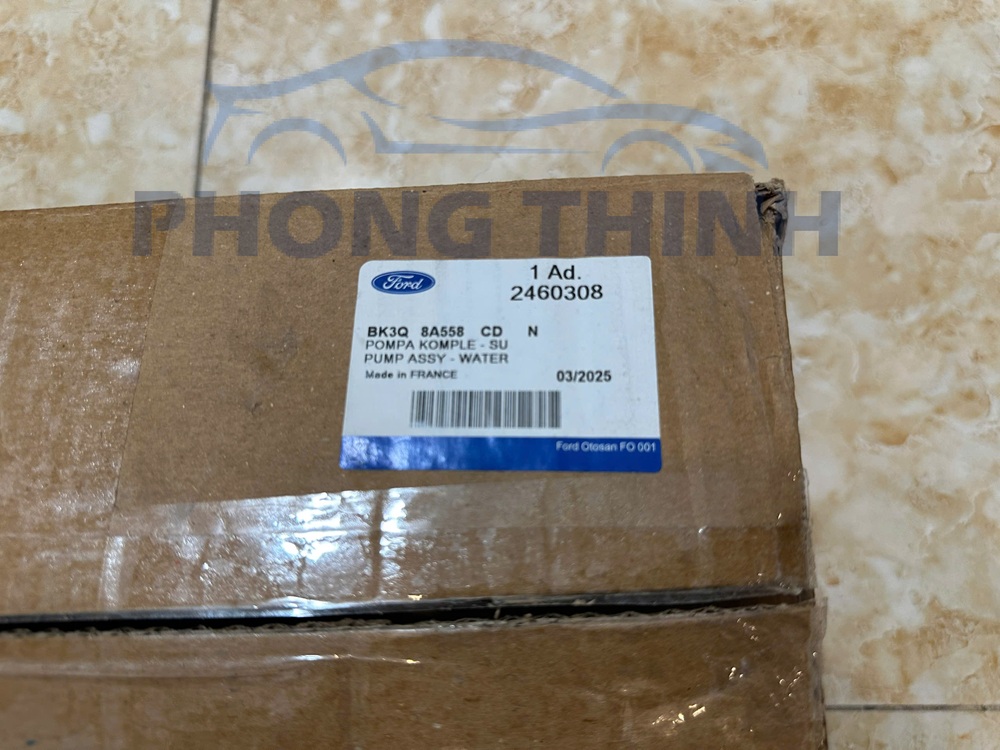 PHONG THINH
Ford
1 Ad.
2460308
BK3Q 8A558 CD N
POMPA KOMPLE - SU
PUMP ASSY - WATER
Made in FRANCE
03/2025
Ford Otosan FO 001